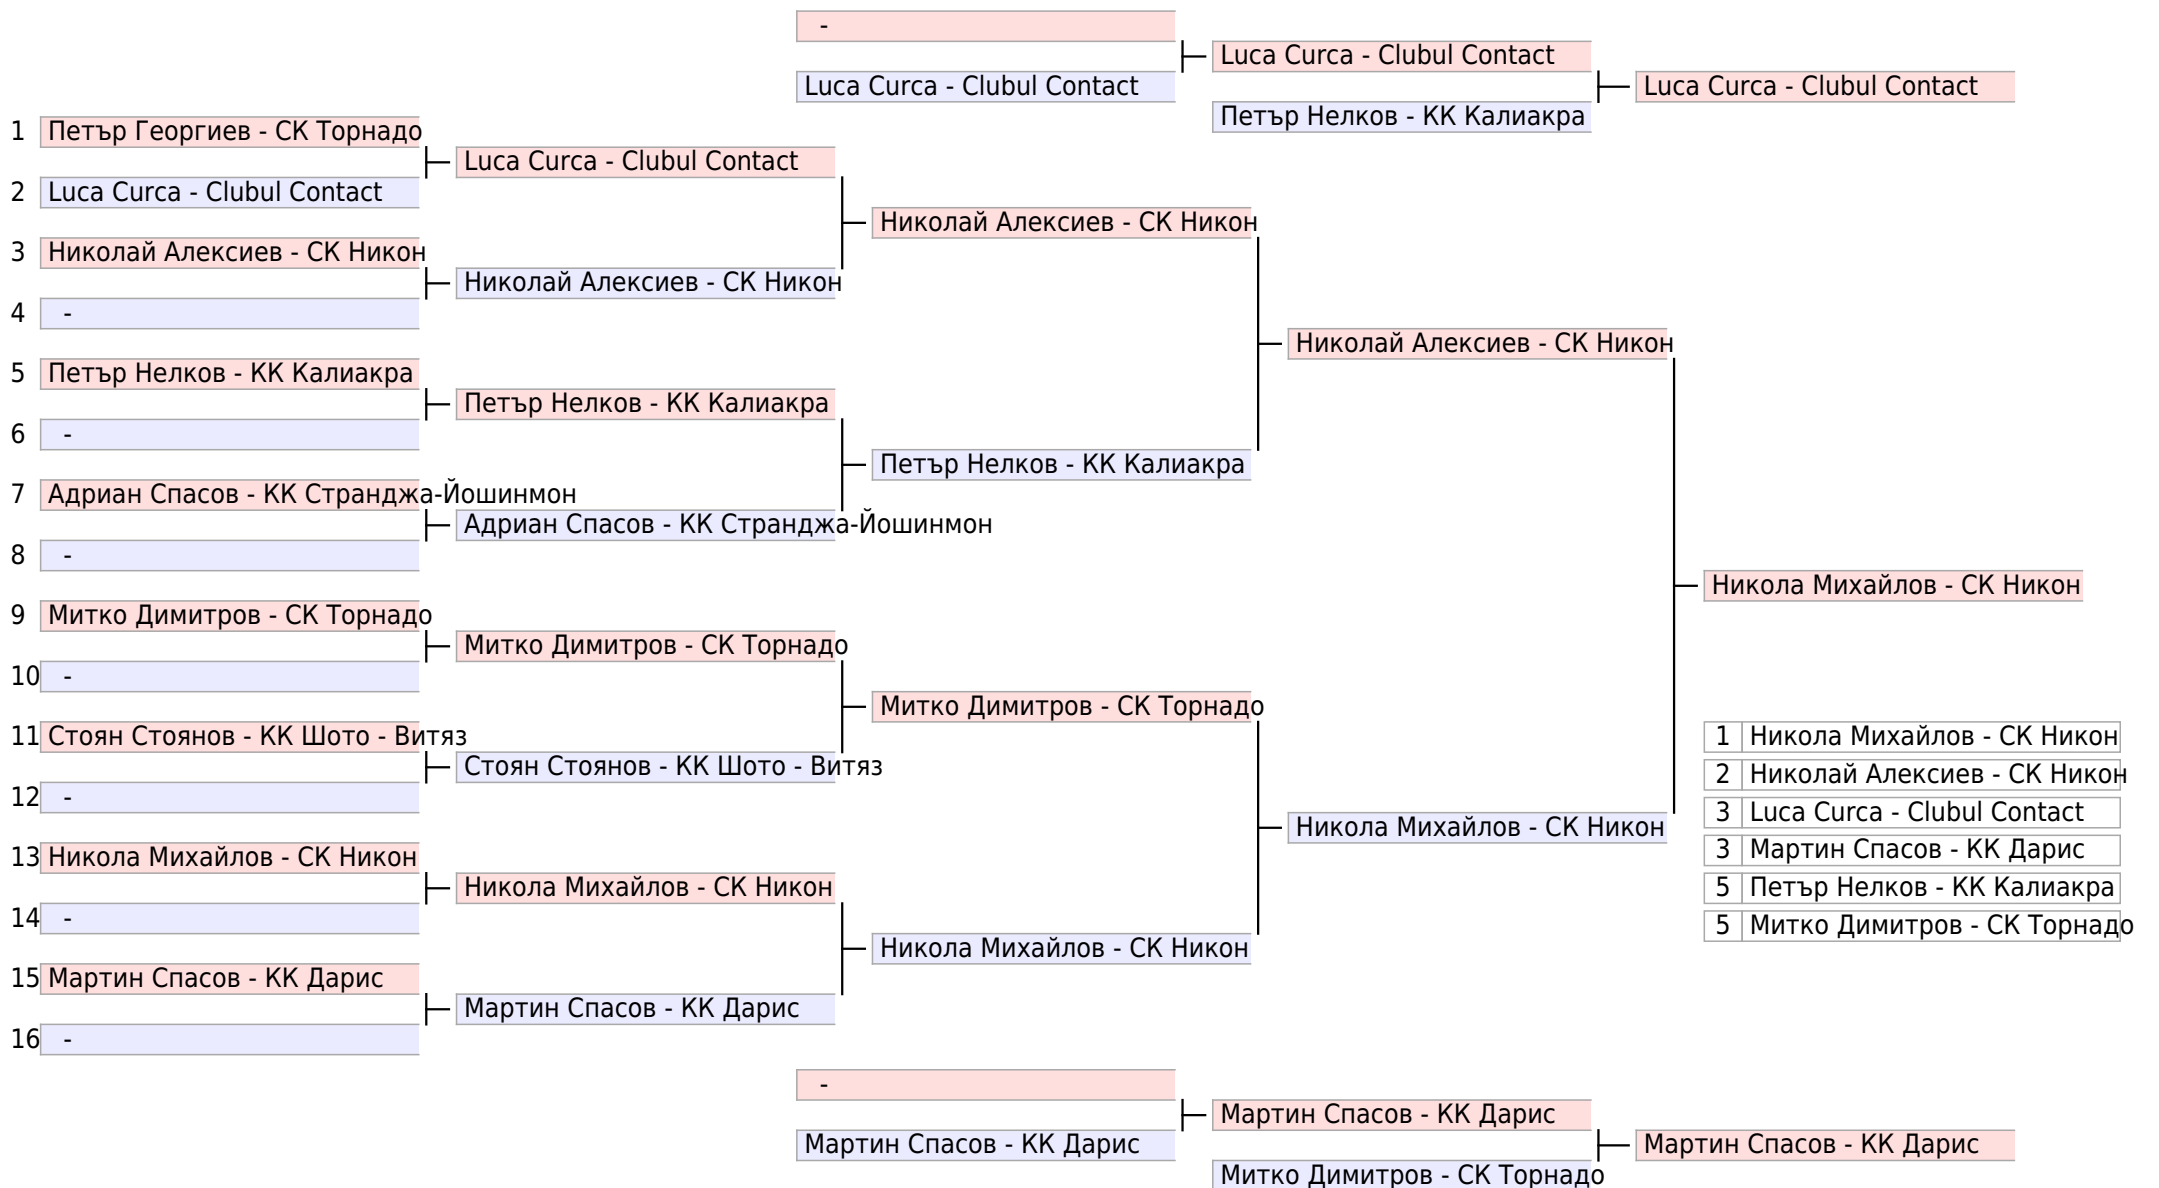 -
Luca Curca - Clubul Contact
Luca Curca - Clubul Contact
Петър Нелков - КК Калиакра
Luca Curca - Clubul Contact
1 Петър Георгиев - СК Торнадо
2 Luca Curca - Clubul Contact
3 Николай Алексиев - СК Никон
4 -
5 Петър Нелков - КК Калиакра
6 -
7 Адриан Спасов - КК Странджа-Йошинмон
8 -
9 Митко Димитров - СК Торнадо
10 -
11 Стоян Стоянов - КК Шото - Витяз
12 -
13 Никола Михайлов - СК Никон
14 -
15 Мартин Спасов - КК Дарис
16 -
Luca Curca - Clubul Contact
Николай Алексиев - СК Никон
Петър Нелков - КК Калиакра
Адриан Спасов - КК Странджа-Йошинмон
Митко Димитров - СК Торнадо
Стоян Стоянов - КК Шото - Витяз
Никола Михайлов - СК Никон
Мартин Спасов - КК Дарис
Николай Алексиев - СК Никон
Петър Нелков - КК Калиакра
Митко Димитров - СК Торнадо
Никола Михайлов - СК Никон
Николай Алексиев - СК Никон
Никола Михайлов - СК Никон
Никола Михайлов - СК Никон
1 Никола Михайлов - СК Никон
2 Николай Алексиев - СК Никон
3 Luca Curca - Clubul Contact
3 Мартин Спасов - КК Дарис
5 Петър Нелков - КК Калиакра
5 Митко Димитров - СК Торнадо
-
Мартин Спасов - КК Дарис
Мартин Спасов - КК Дарис
Митко Димитров - СК Торнадо
Мартин Спасов - КК Дарис